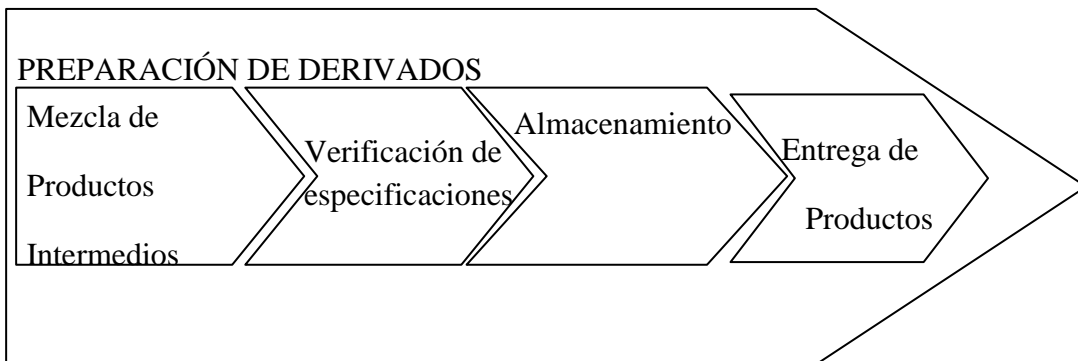 PREPARACIÓN DE DERIVADOS
Mezcla de
Productos
Intermedios
Verificación de
especificaciones
Almacenamiento
Entrega de
Productos